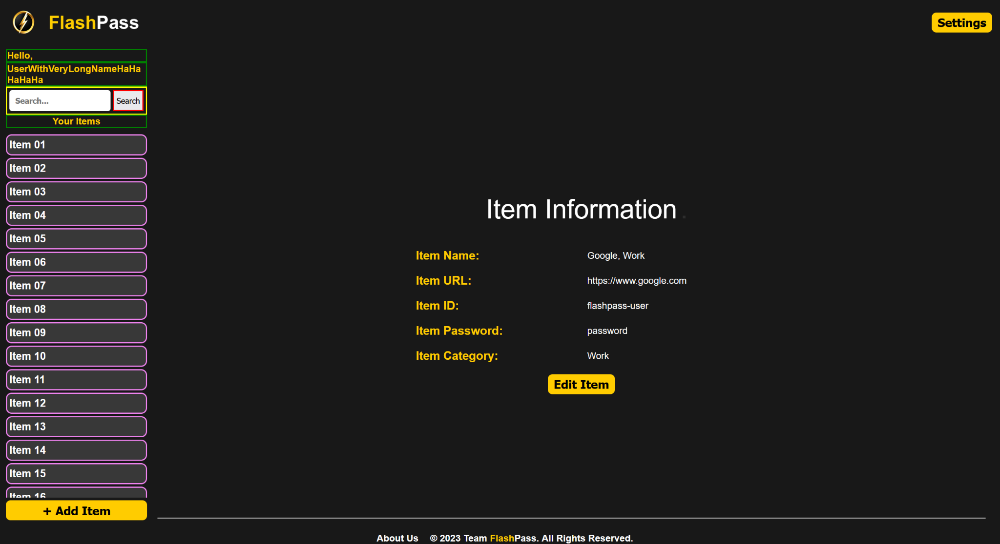 FlashPass
Settings
Hello,
UserWithVeryLongNameHaHa
HaHaHa
Search... Search
Your Items
Item 01
Item 02
Item 03
Item 04
Item 05
Item 06
Item 07
Item 08
Item 09
Item 10
Item 11
Item 12
Item 13
Item 14
Item 15
Item 16
+ Add Item
Item Information .
Item Name: Google, Work
Item URL: https://www.google.com
Item ID: flashpass-user
Item Password: password
Item Category: Work
Edit Item
About Us © 2023 Team FlashPass. All Rights Reserved.